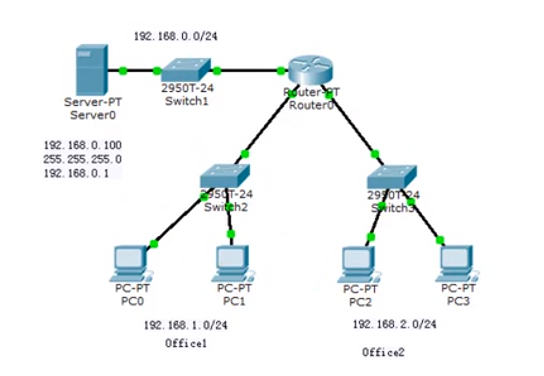 192.168.0.0/24
Server-PT
Server0
2950T-24
Switch1
Router-PT
Router0
192.168.0.100
255.255.255.0
192.168.0.1
2950T-24
Switch2
2950T-24
Switch3
PC-PT
PC0
PC-PT
PC1
PC-PT
PC2
PC-PT
PC3
192.168.1.0/24
Office1
192.168.2.0/24
Office2